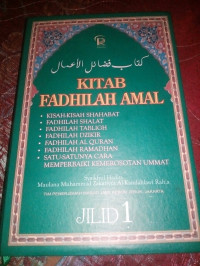 كتاب فضائل الأعمال
KITAB
FADHILAH AMAL
• KISAH-KISAH SHAHABAT
• FADHILAH SHALAT
• FADHILAH TABLIGH
• FADHILAH DZIKIR
• FADHILAH AL QURAN
• FADHILAH RAMADHAN
• SATU-SATUNYA CARA
MEMPERBAIKI KEMEROSOTAN UMMAT
Maulana Muhammad Zakariyya Al Kandahlawi Rah.a.
JILID 1